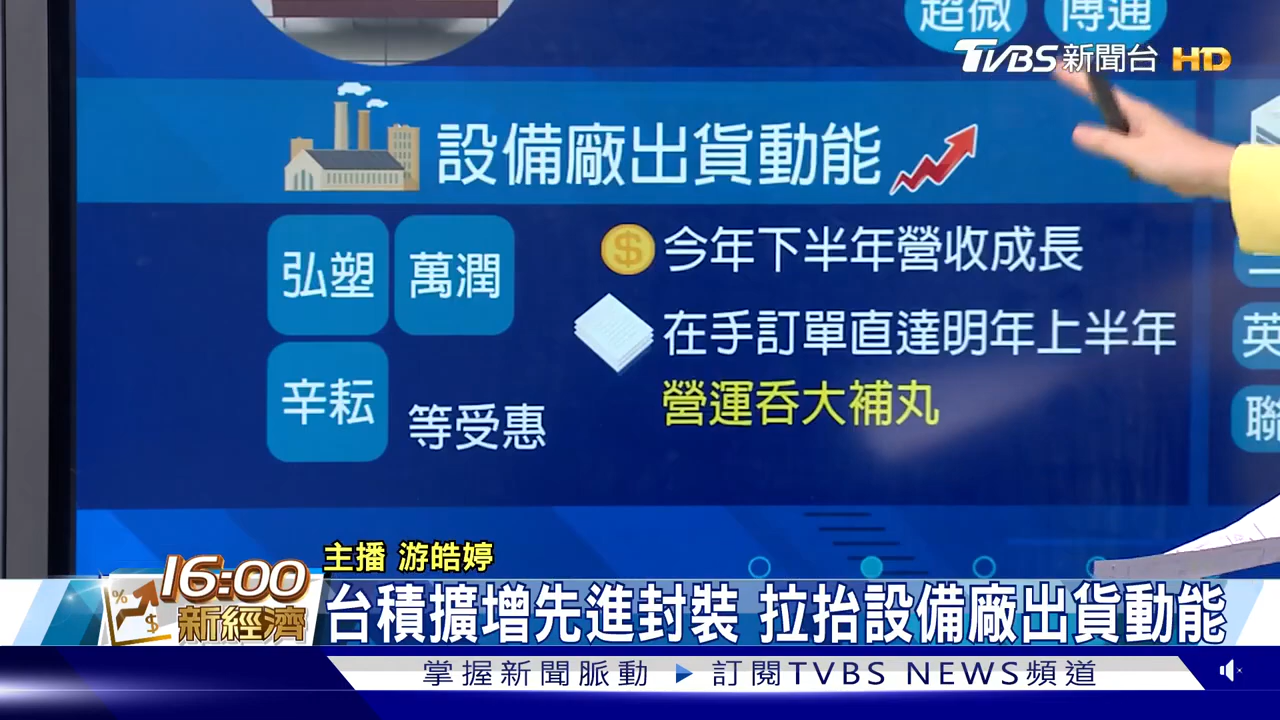 超微 博通
TVBS新聞台 HD
設備廠出貨動能
弘塑 萬潤
辛耘 等受惠
$ 今年下半年營收成長
在手訂單直達明年上半年
營運吞大補丸
英
聯
主播 游皓婷
16:00
% $
新經濟
台積擴增先進封裝 拉抬設備廠出貨動能
掌握新聞脈動 ▶ 訂閱TVBS NEWS頻道